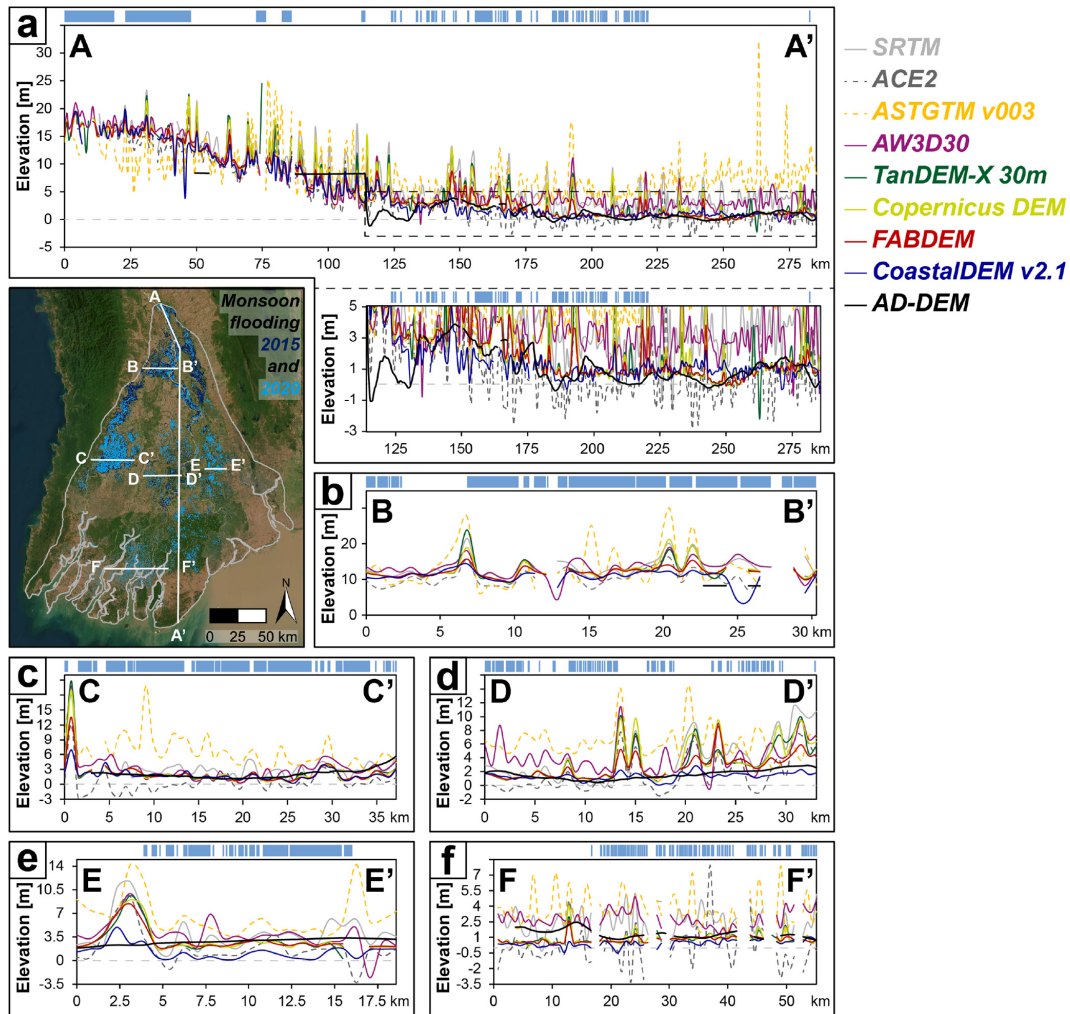 a
A
A'
Elevation [m]
30
25
20
15
10
5
0
-5
0
25
50
75
100
125
150
175
200
225
250
275
km
SRTM
ACE2
ASTGTM v003
AW3D30
TanDEM-X 30m
Copernicus DEM
FABDEM
CoastalDEM v2.1
AD-DEM
A
Monsoon
flooding
2015
and
2020
B
B'
C
C'
E
E'
D
D'
F
F'
A'
N
0 25 50 km
Elevation [m]
5
3
1
-1
-3
125
150
175
200
225
250
275
km
b
B
B'
Elevation [m]
20
10
0
0
5
10
15
20
25
30 km
c
C
C'
Elevation [m]
15
12
9
6
3
0
-3
0
5
10
15
20
25
30
35 km
d
D
D'
Elevation [m]
14
12
10
8
6
4
2
0
-2
0
5
10
15
20
25
30 km
e
E
E'
Elevation [m]
14
10.5
7
3.5
0
-3.5
0
2.5
5
7.5
10
12.5
15
17.5 km
f
F
F'
Elevation [m]
7
5.5
4
2.5
1
-0.5
-2
-3.5
0
10
20
30
40
50 km